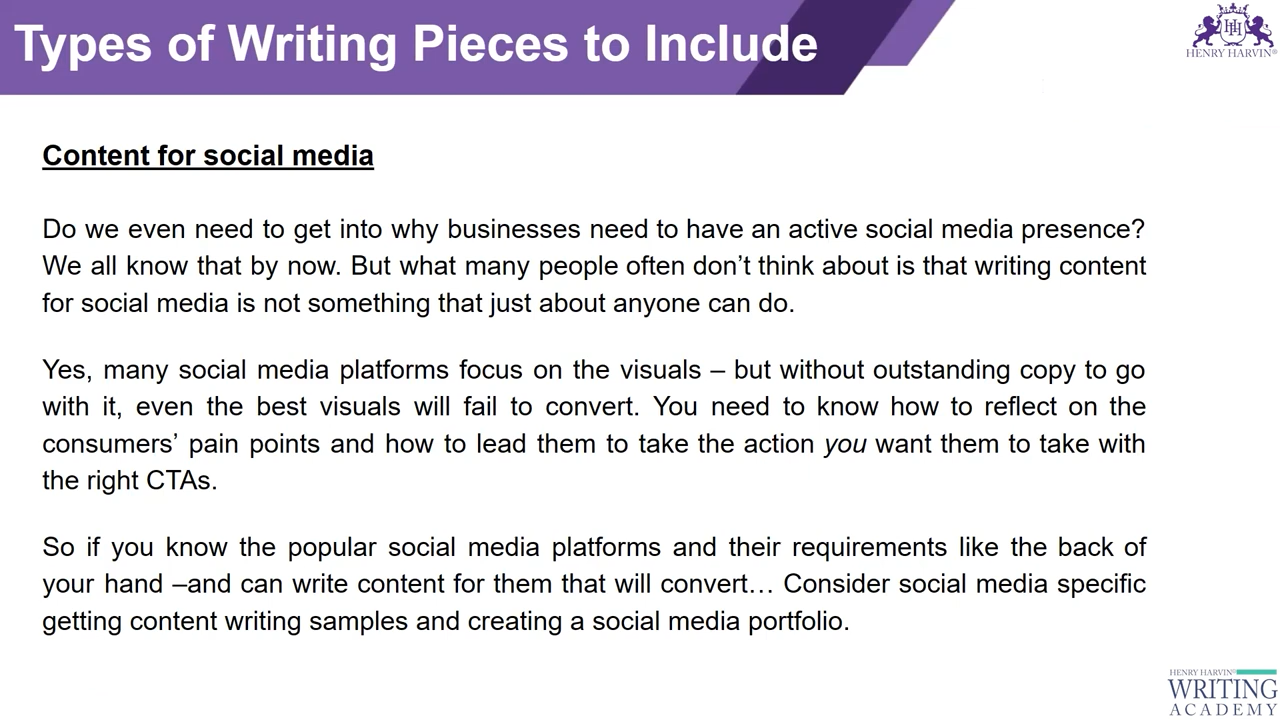 Types of Writing Pieces to Include
HENRY HARVIN®
Content for social media
Do we even need to get into why businesses need to have an active social media presence?
We all know that by now. But what many people often don’t think about is that writing content
for social media is not something that just about anyone can do.
Yes, many social media platforms focus on the visuals – but without outstanding copy to go
with it, even the best visuals will fail to convert. You need to know how to reflect on the
consumers’ pain points and how to lead them to take the action you want them to take with
the right CTAs.
So if you know the popular social media platforms and their requirements like the back of
your hand –and can write content for them that will convert… Consider social media specific
getting content writing samples and creating a social media portfolio.
HENRY HARVIN®
WRITING
ACADEMY